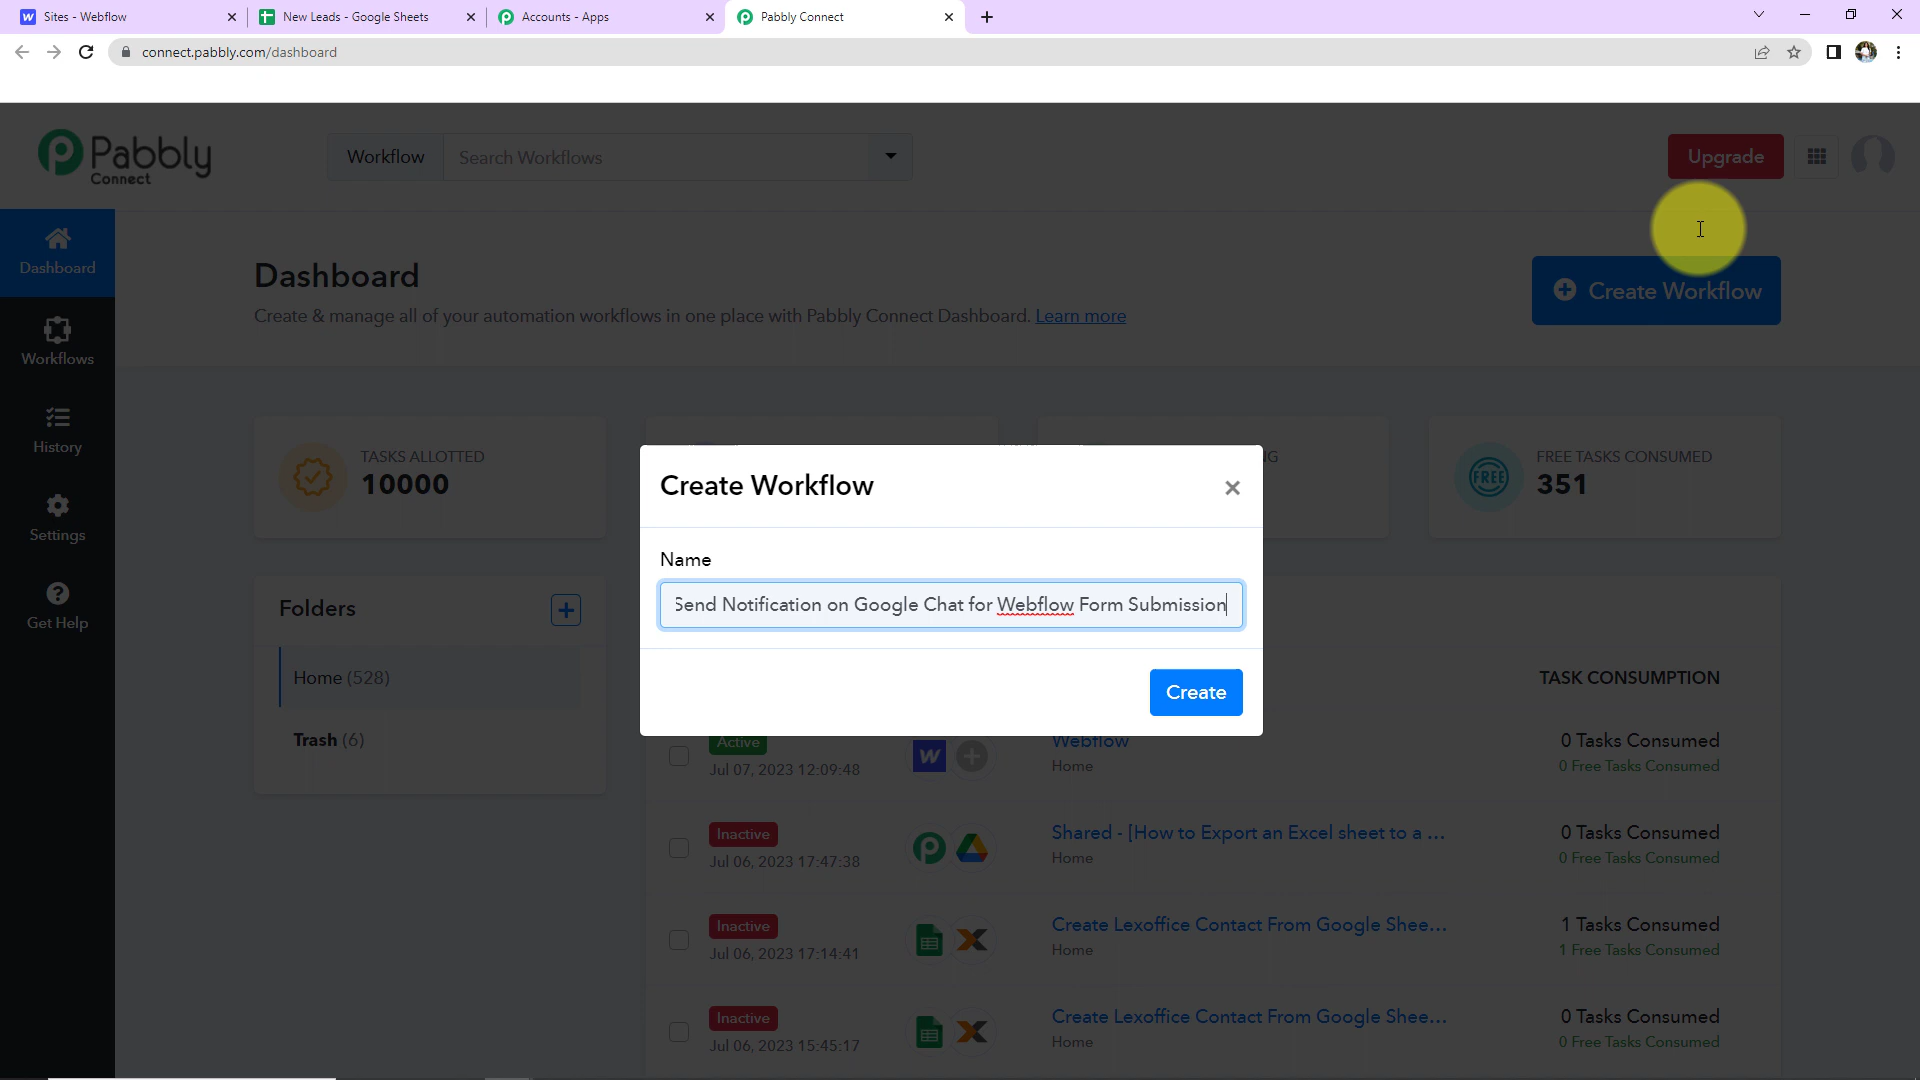 Sites - Webflow
New Leads - Google Sheets
Accounts - Apps
Pabbly Connect
connect.pabbly.com/dashboard
Pabbly
Connect
Workflow
Search Workflows
Upgrade
Dashboard
Workflows
History
Settings
Get Help
Dashboard
Create & manage all of your automation workflows in one place with Pabbly Connect Dashboard. Learn more
Create Workflow
TASKS ALLOTTED
10000
FREE
FREE TASKS CONSUMED
351
Folders
Home (528)
Trash (6)
Create Workflow
Name
Send Notification on Google Chat for Webflow Form Submission
Create
TASK CONSUMPTION
Active
Jul 07, 2023 12:09:48
Webflow
Home
0 Tasks Consumed
0 Free Tasks Consumed
Inactive
Jul 06, 2023 17:47:38
Shared - [How to Export an Excel sheet to a ...
Home
0 Tasks Consumed
0 Free Tasks Consumed
Inactive
Jul 06, 2023 17:14:41
Create Lexoffice Contact From Google Shee...
Home
1 Tasks Consumed
1 Free Tasks Consumed
Inactive
Jul 06, 2023 15:45:17
Create Lexoffice Contact From Google Shee...
Home
0 Tasks Consumed
0 Free Tasks Consumed